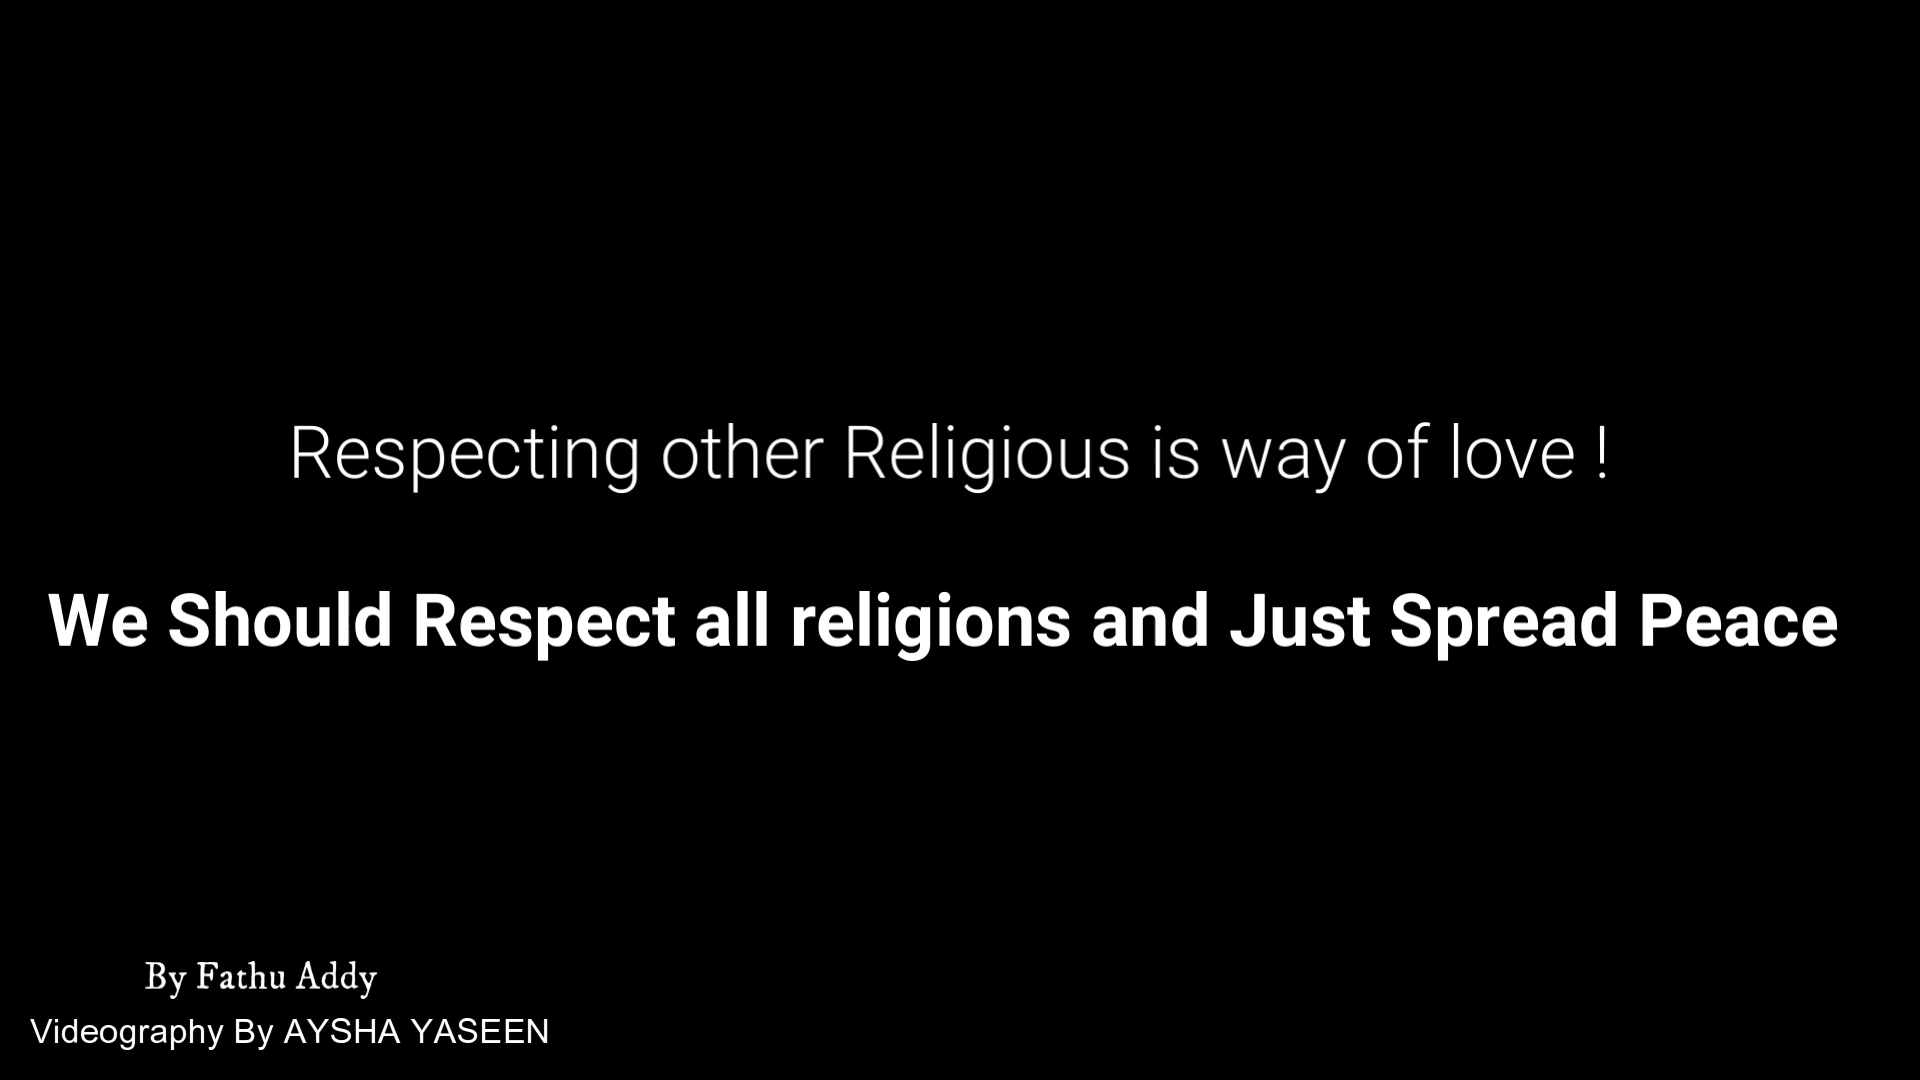 Respecting other Religious is way of love !
We Should Respect all religions and Just Spread Peace
By Fathu Addy
Videography By AYSHA YASEEN